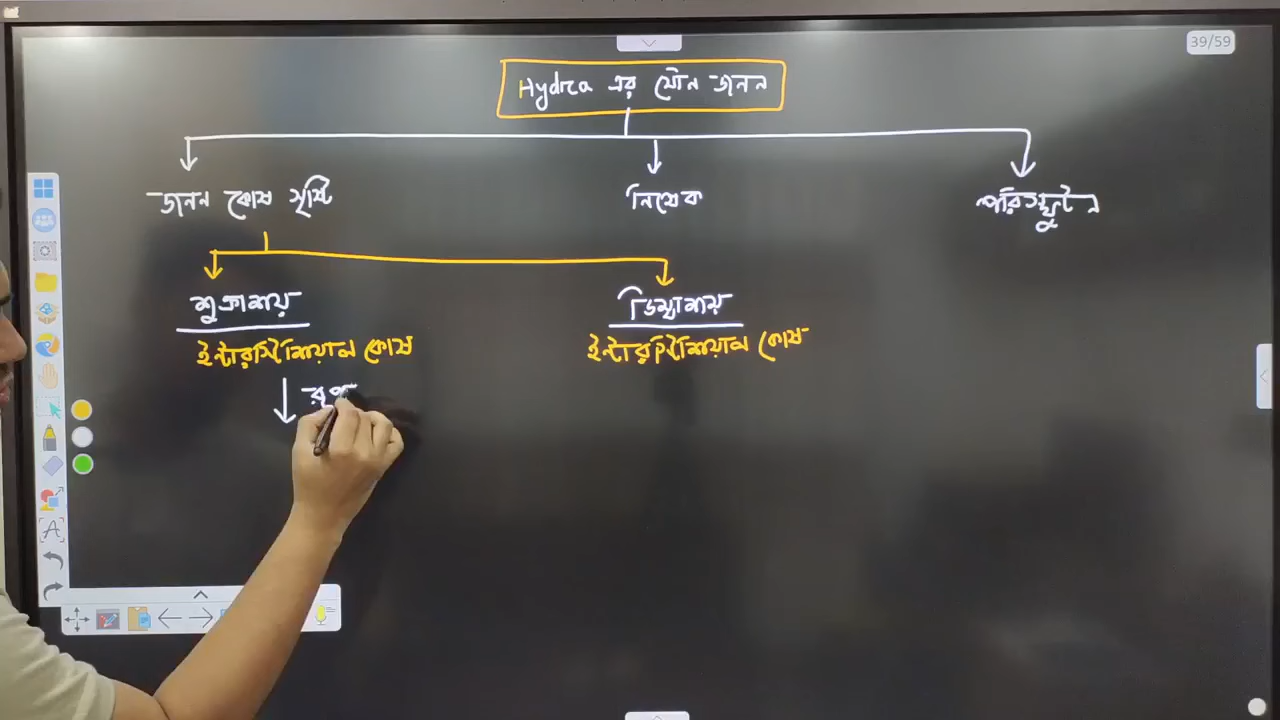 39/59
Hydra এর যৌন জনন
জনন কোষ সৃষ্টি
নিষেক
পরিস্ফুটন
শুক্রাশয়
ডিম্বাশয়
ইন্টারস্টিশিয়াল কোষ
ইন্টারস্টিশিয়াল কোষ
রূপ